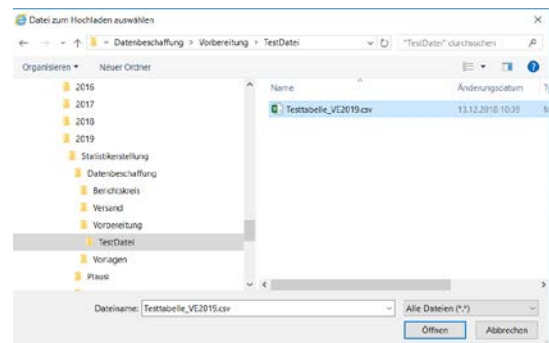 Datei zum Hochladen auswählen
« Datenbeschaffung > Vorbereitung > TestDatei
"TestDatei" durchsuchen
Organisieren
Neuer Ordner
2016
2017
2018
2019
Statistikerstellung
Datenbeschaffung
Berichtskreis
Versand
Vorbereitung
TestDatei
Vorlagen
Plausi
Name
Änderungsdatum
Testtabelle_VE2019.csv
13.12.2018 10:35
Dateiname: Testtabelle_VE2019.csv
Alle Dateien (*.*)
Öffnen
Abbrechen